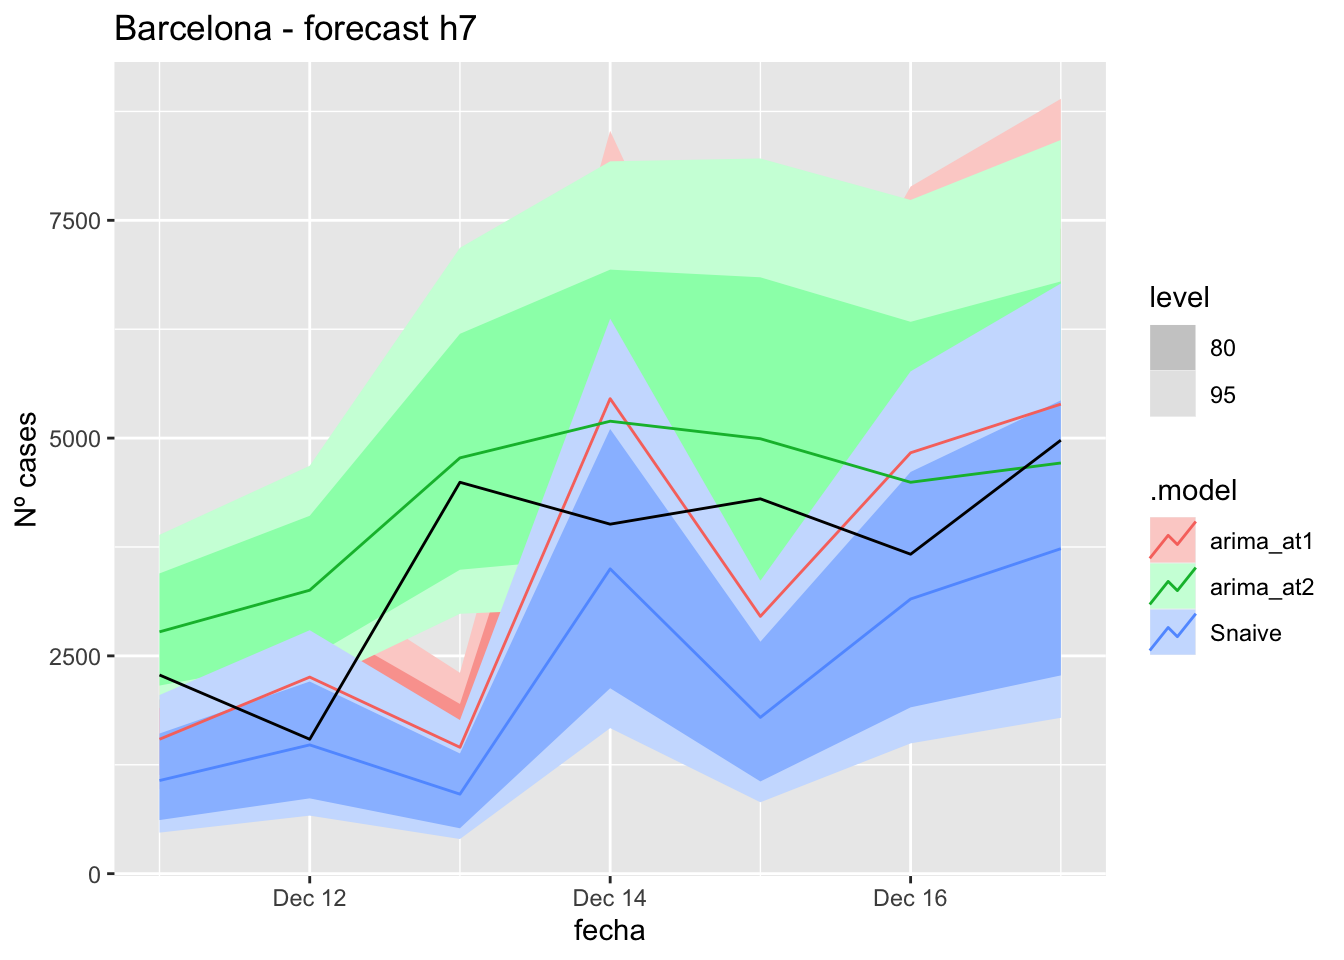 Barcelona - forecast h7
Nº cases
7500
5000
2500
0
Dec 12
Dec 14
Dec 16
fecha
level
80
95
.model
arima_at1
arima_at2
Snaive